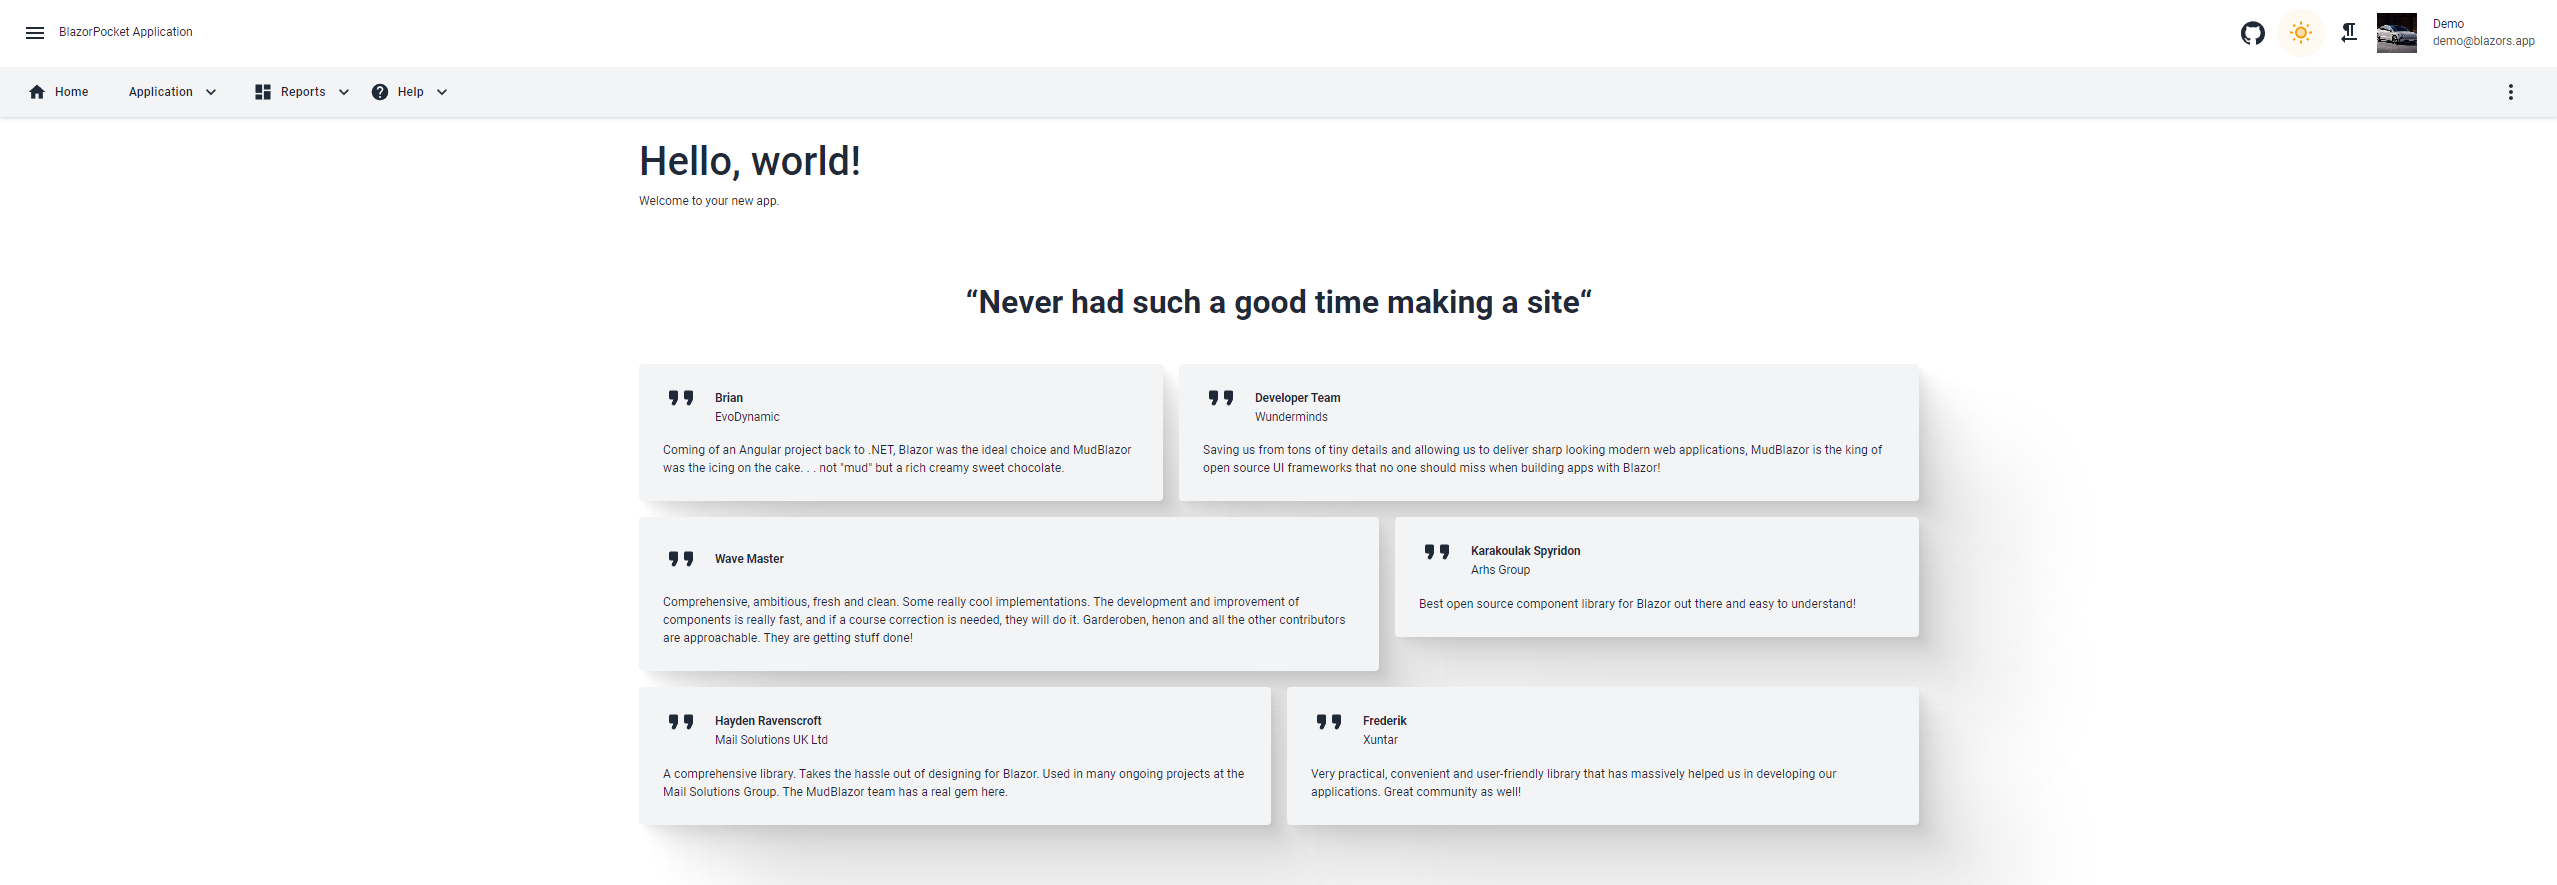 BlazorPocket Application
Demo
demo@blazors.app
Home Application Reports Help
Hello, world!
Welcome to your new app.
“Never had such a good time making a site“
Brian
EvoDynamic
Coming of an Angular project back to .NET, Blazor was the ideal choice and MudBlazor
was the icing on the cake. . . not "mud" but a rich creamy sweet chocolate.
Developer Team
Wunderminds
Saving us from tons of tiny details and allowing us to deliver sharp looking modern web applications, MudBlazor is the king of
open source UI frameworks that no one should miss when building apps with Blazor!
Wave Master
Comprehensive, ambitious, fresh and clean. Some really cool implementations. The development and improvement of
components is really fast, and if a course correction is needed, they will do it. Garderoben, henon and all the other contributors
are approachable. They are getting stuff done!
Karakoulak Spyridon
Arhs Group
Best open source component library for Blazor out there and easy to understand!
Hayden Ravenscroft
Mail Solutions UK Ltd
A comprehensive library. Takes the hassle out of designing for Blazor. Used in many ongoing projects at the
Mail Solutions Group. The MudBlazor team has a real gem here.
Frederik
Xuntar
Very practical, convenient and user-friendly library that has massively helped us in developing our
applications. Great community as well!